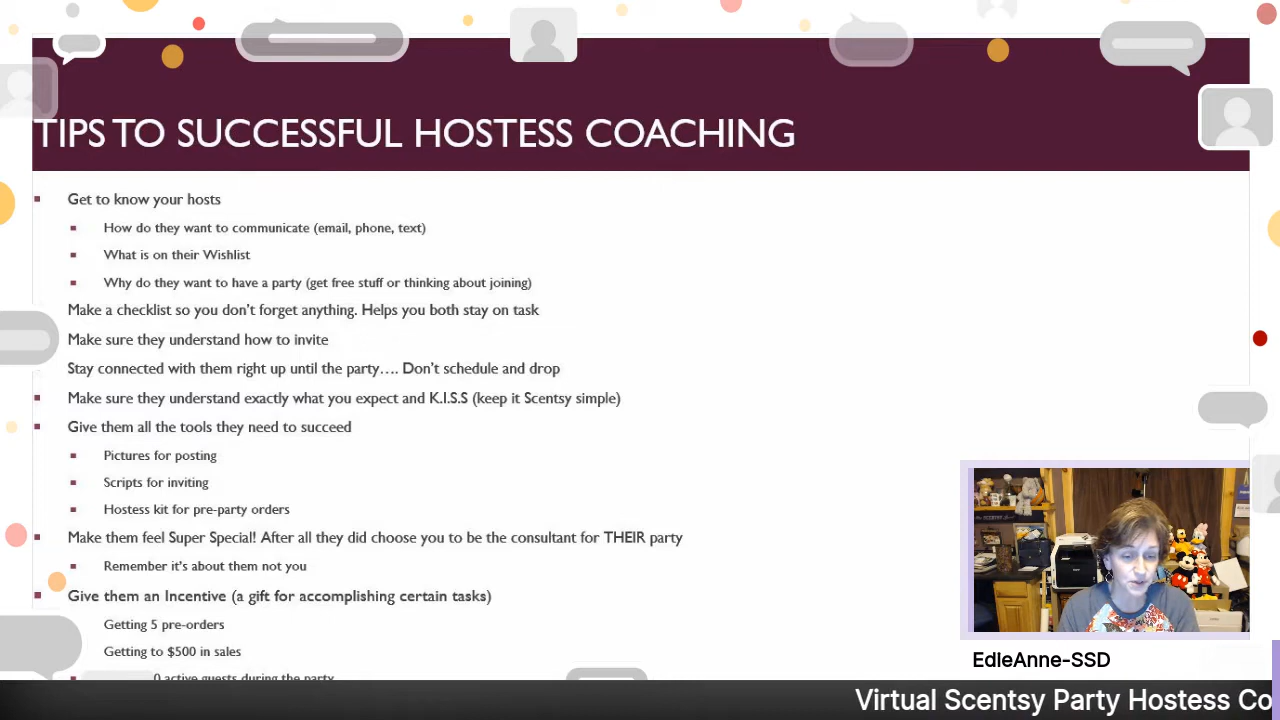 TIPS TO SUCCESSFUL HOSTESS COACHING
Get to know your hosts
How do they want to communicate (email, phone, text)
What is on their Wishlist
Why do they want to have a party (get free stuff or thinking about joining)
Make a checklist so you don't forget anything. Helps you both stay on task
Make sure they understand how to invite
Stay connected with them right up until the party…. Don't schedule and drop
Make sure they understand exactly what you expect and K.I.S.S (keep it Scentsy simple)
Give them all the tools they need to succeed
Pictures for posting
Scripts for inviting
Hostess kit for pre-party orders
Make them feel Super Special! After all they did choose you to be the consultant for THEIR party
Remember it's about them not you
Give them an Incentive (a gift for accomplishing certain tasks)
Getting 5 pre-orders
Getting to $500 in sales
0 active guests during the party
EdieAnne-SSD
Virtual Scentsy Party Hostess Co